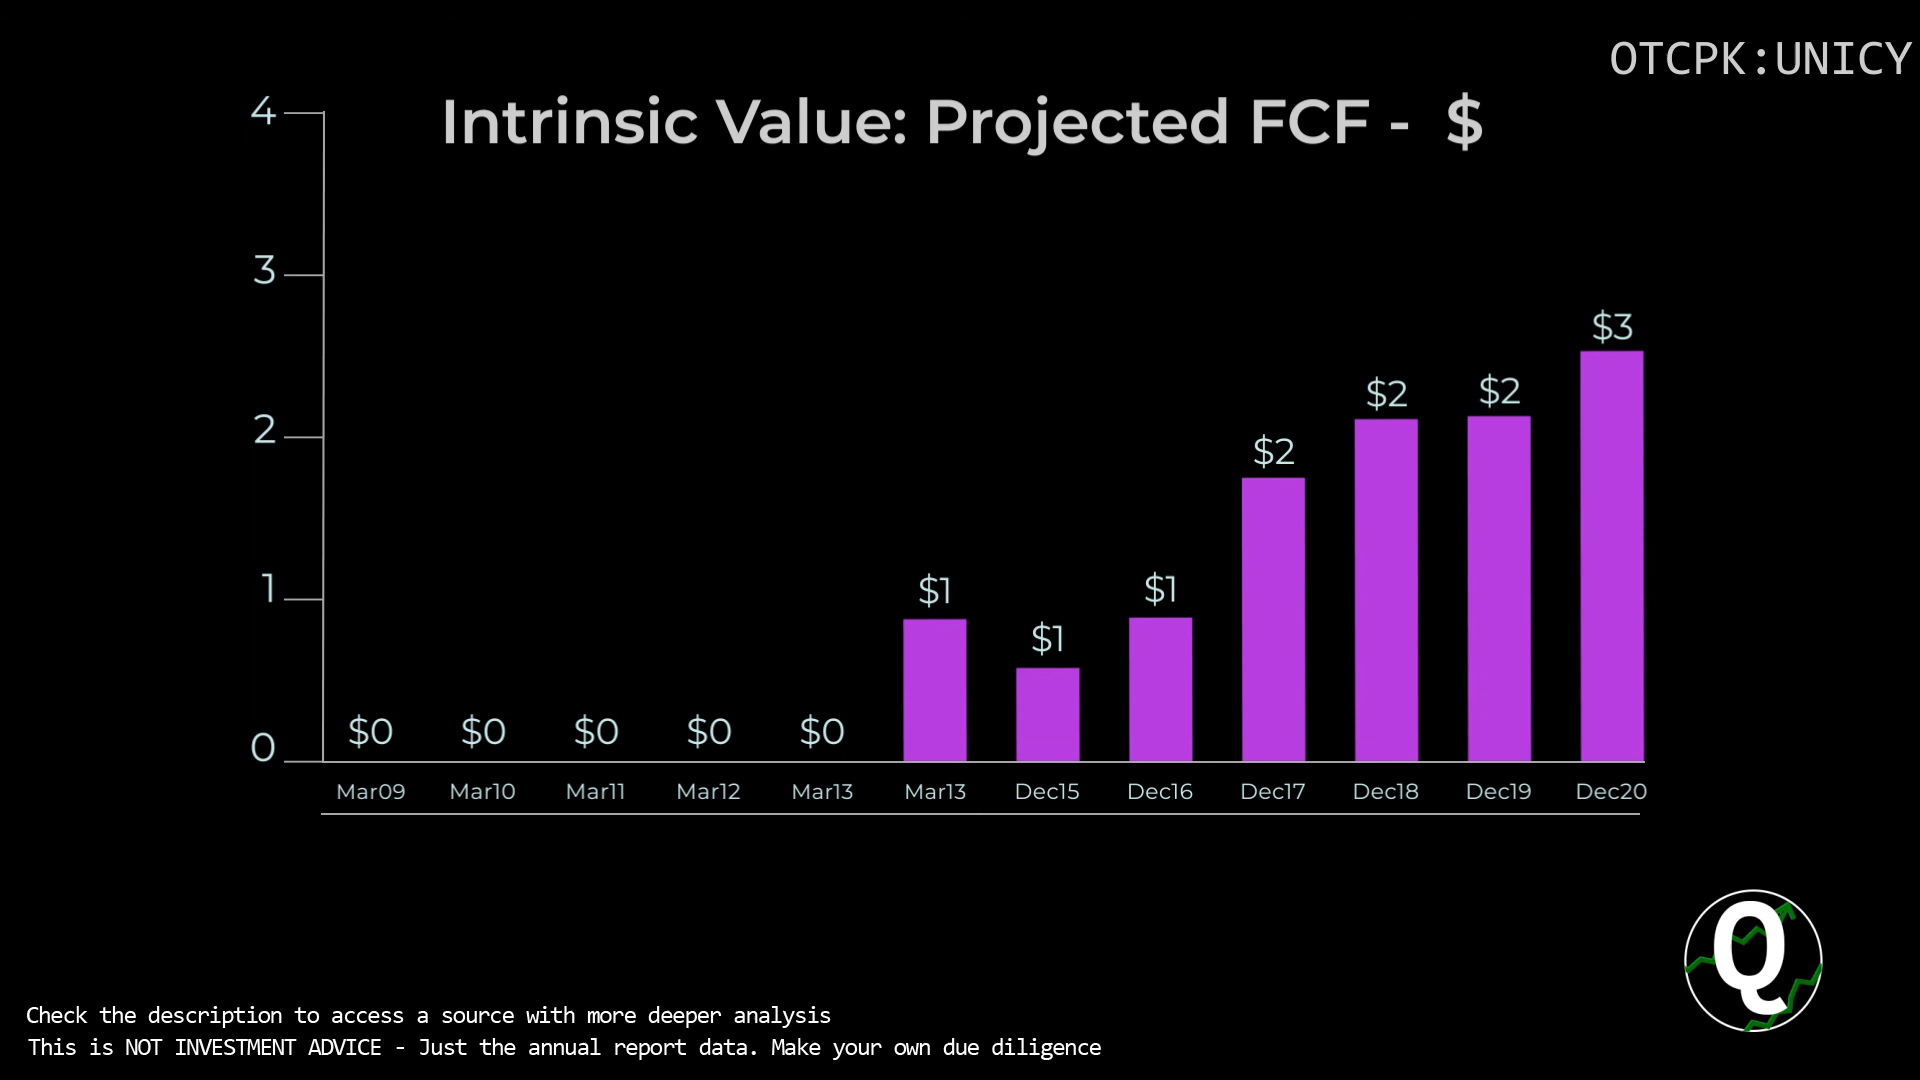 OTCPK:UNICY
Intrinsic Value: Projected FCF - $
4
3
2
1
0
$0 $0 $0 $0 $0 $1 $1 $1 $2 $2 $2 $3
Mar09 Mar10 Mar11 Mar12 Mar13 Mar13 Dec15 Dec16 Dec17 Dec18 Dec19 Dec20
Q
Check the description to access a source with more deeper analysis
This is NOT INVESTMENT ADVICE - Just the annual report data. Make your own due diligence